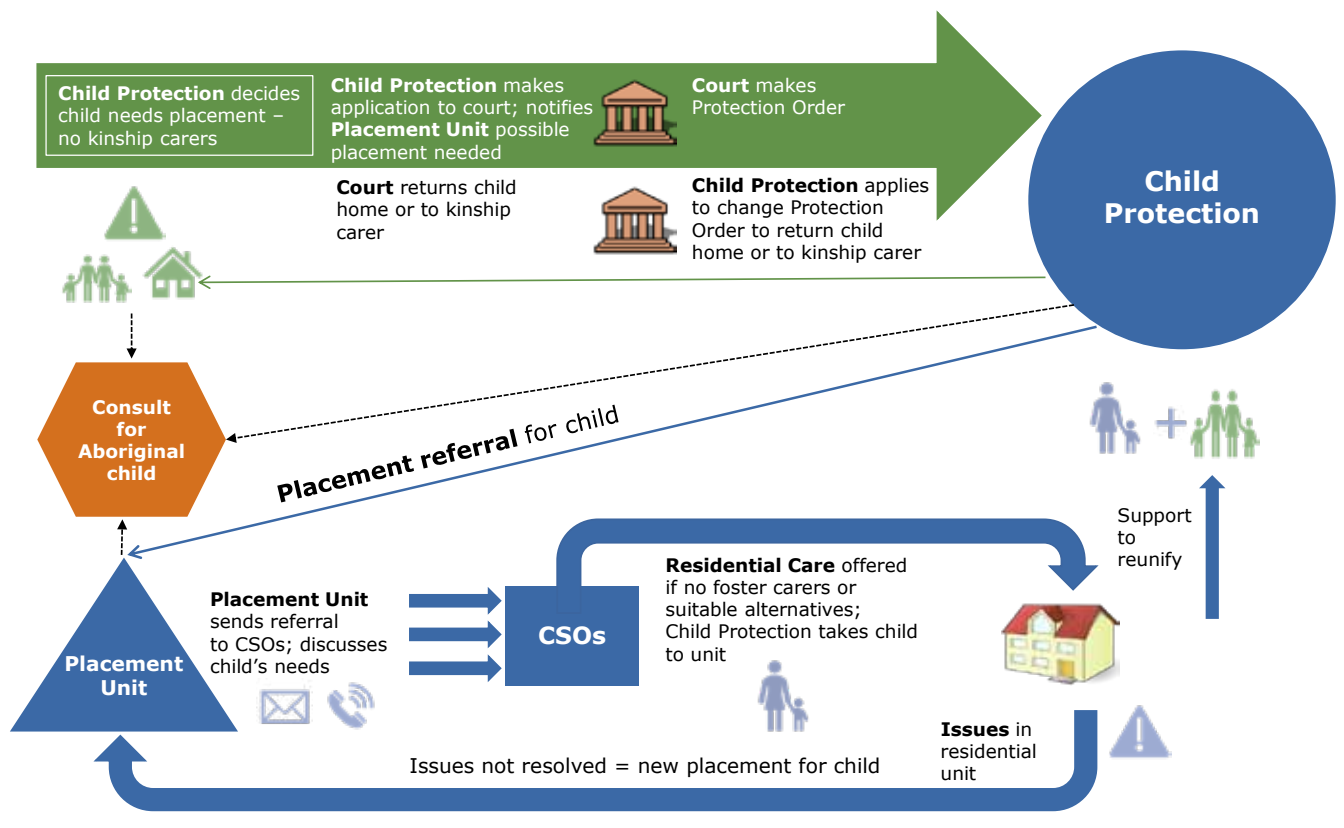 Child Protection decides
child needs placement –
no kinship carers
Child Protection makes
application to court; notifies
Placement Unit possible
placement needed
Court makes
Protection Order
Child
Protection
Court returns child
home or to kinship
carer
Child Protection applies
to change Protection
Order to return child
home or to kinship carer
Consult
for
Aboriginal
child
Placement referral for child
Support
to
reunify
Placement
Unit
Placement Unit
sends referral
to CSOs; discusses
child’s needs
CSOs
Residential Care offered
if no foster carers or
suitable alternatives;
Child Protection takes child
to unit
Issues in
residential
unit
Issues not resolved = new placement for child